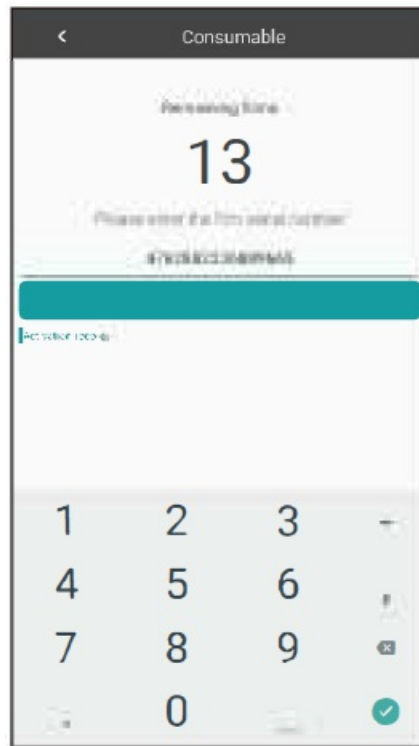 Consumable
Remaining time
13
Please enter the film serial number
Activation
1 2 3
4 5 6
7 8 9
0